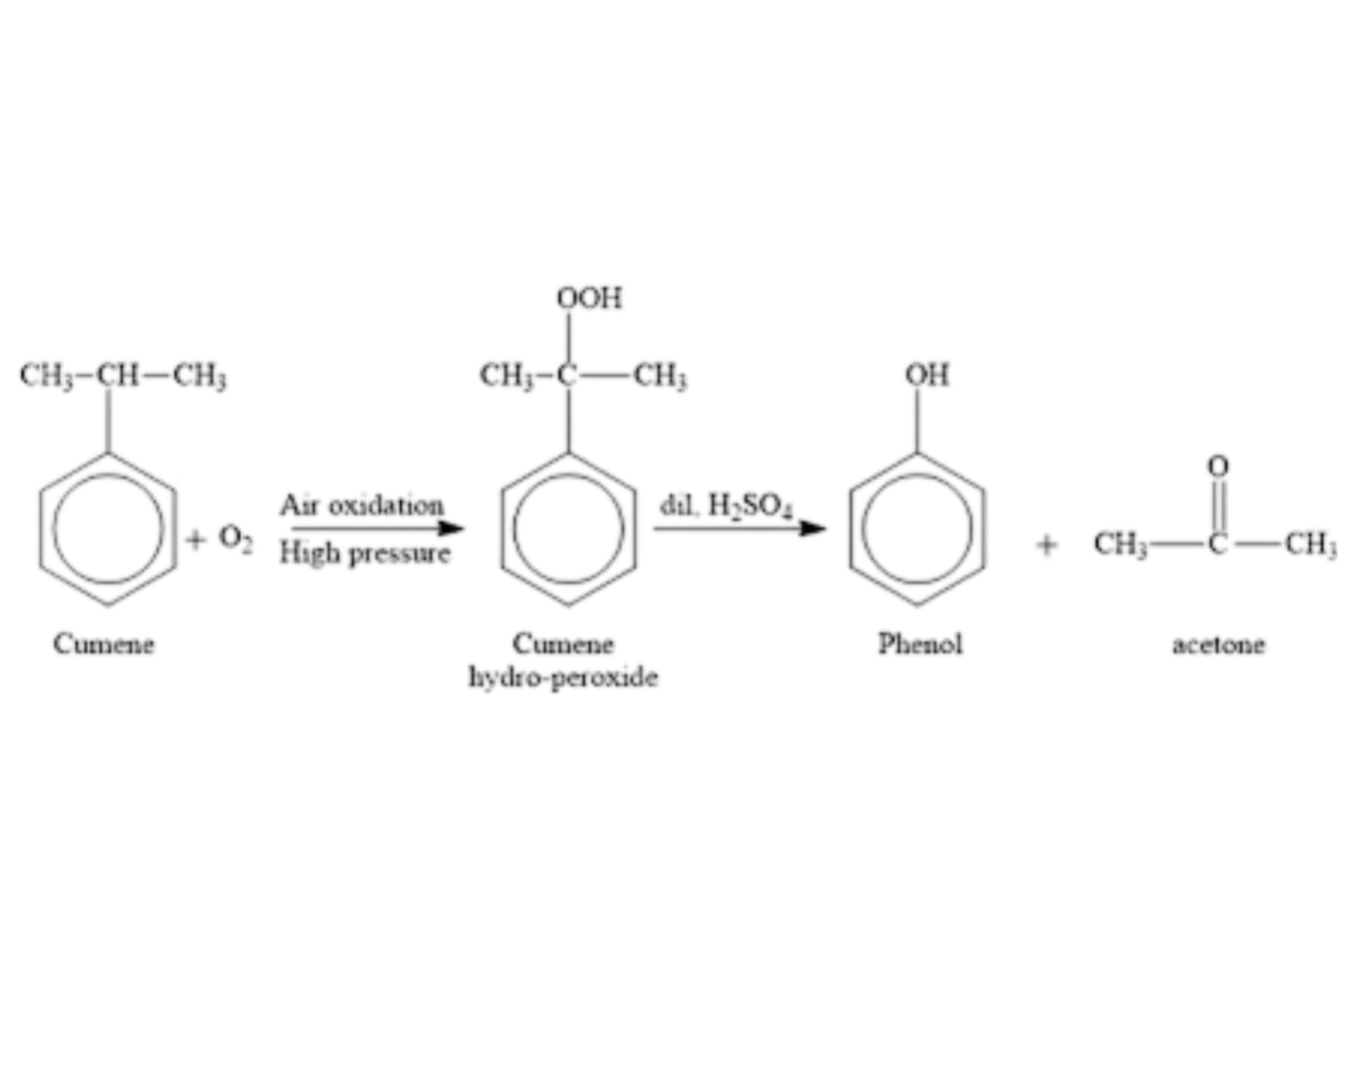 OOH
CH₃–CH–CH₃
CH₃–C–CH₃
OH
O
Air oxidation
dil, H₂SO₄
+ O₂
High pressure
+ CH₃–C–CH₃
Cumene
Cumene
hydro-peroxide
Phenol
acetone